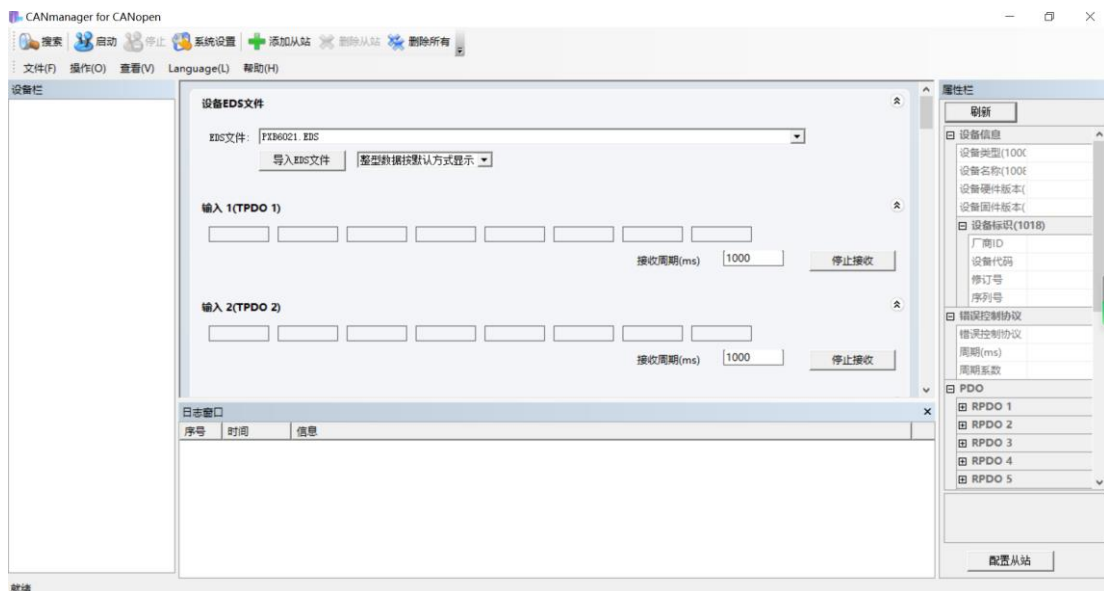 CANmanager for CANopen
搜索 启动 停止 系统设置 添加从站 删除从站 删除所有
文件(F) 操作(O) 查看(V) Language(L) 帮助(H)
设备栏
设备EDS文件
EDS文件: PXB6021.EDS
导入EDS文件 整型数据按默认方式显示
输入 1(TPDO 1)
接收周期(ms) 1000 停止接收
输入 2(TPDO 2)
接收周期(ms) 1000 停止接收
日志窗口
序号 时间 信息
属性栏
刷新
设备信息
设备类型(100
设备名称(1008
设备硬件版本(
设备固件版本(
设备标识(1018)
厂商ID
设备代码
修订号
序列号
错误控制协议
错误控制协议
周期(ms)
周期系数
PDO
RPDO 1
RPDO 2
RPDO 3
RPDO 4
RPDO 5
配置从站
就绪